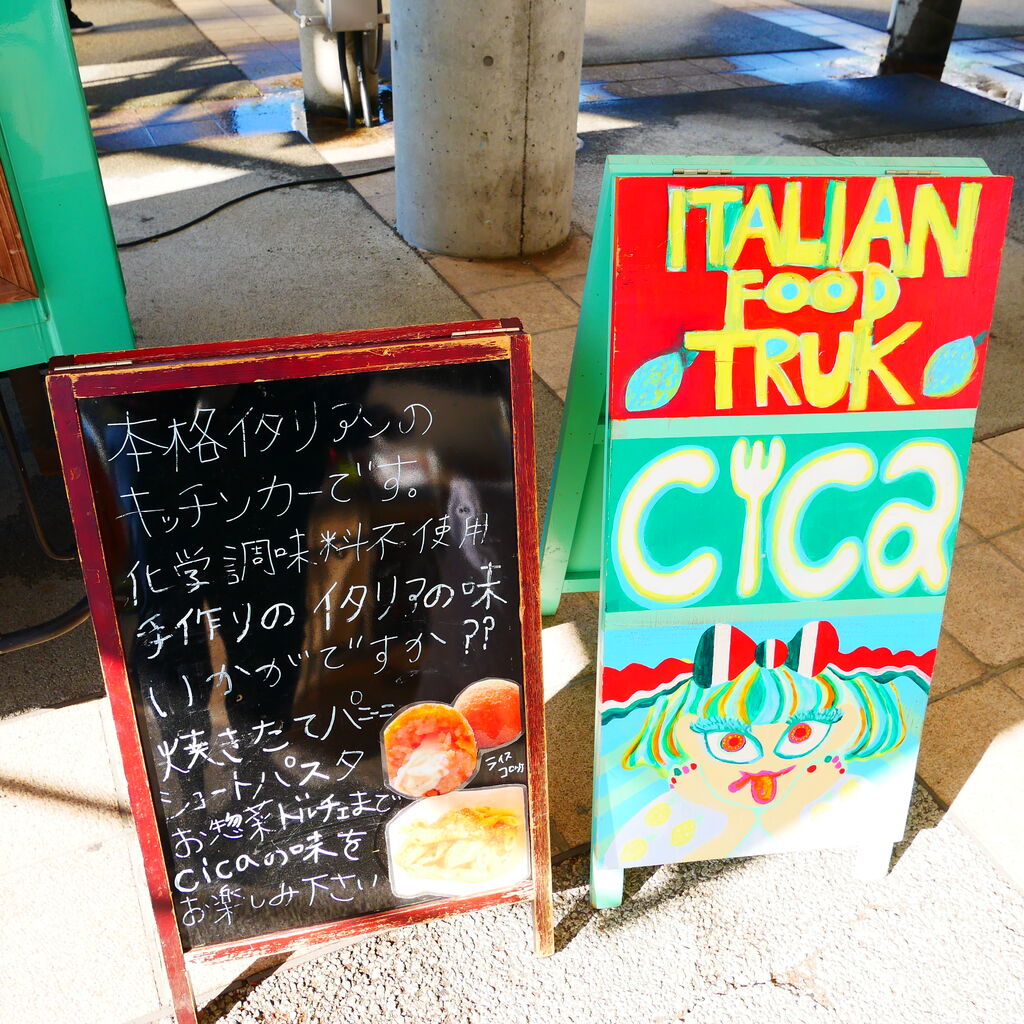 本格イタリアンの
キッチンカーです。
化学調味料不使用
手作りのイタリアの味
いかがですか??
焼きたてパニーニ
ショートパスタ
お惣菜ドルチェまで
cicaの味を
お楽しみ下さい
ライス
コロッケ
ITALIAN
FOOD
TRUK
cica